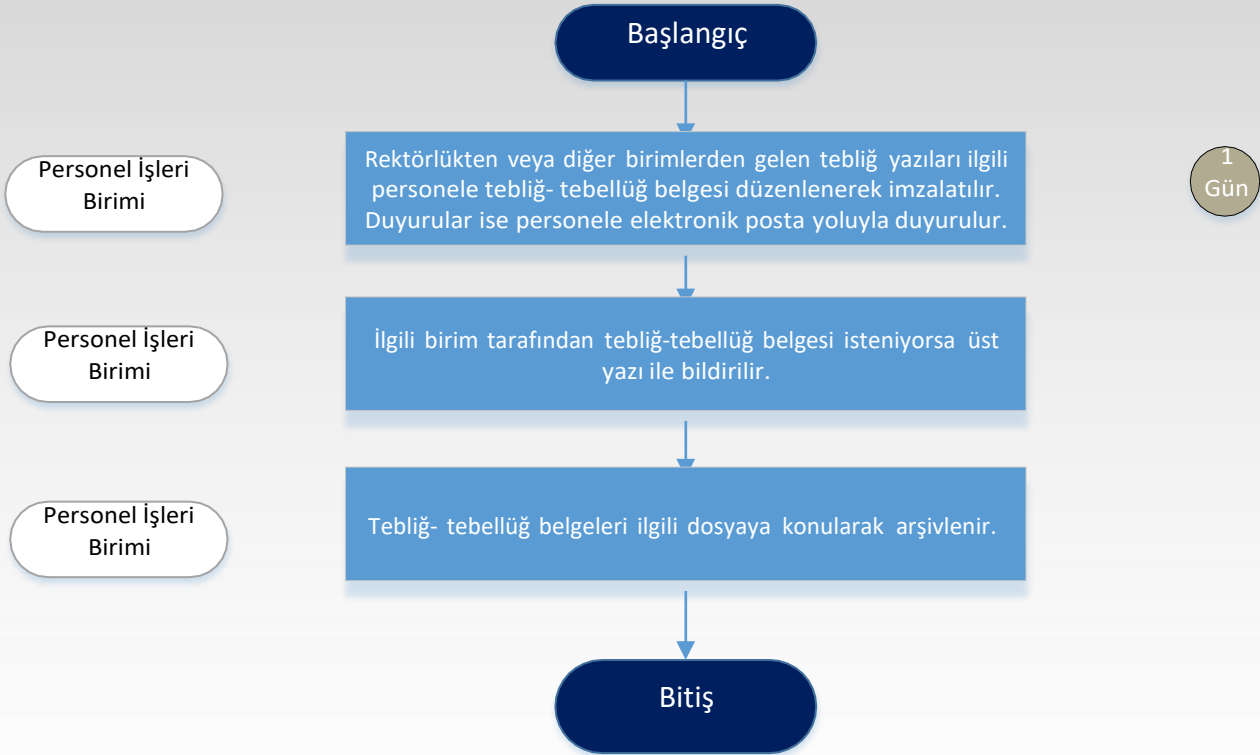 Başlangıç
Personel İşleri
Birimi
Rektörlükten veya diğer birimlerden gelen tebliğ yazıları ilgili
personele tebliğ- tebellüğ belgesi düzenlenerek imzalatılır.
Duyurular ise personele elektronik posta yoluyla duyurulur.
1
Gün
Personel İşleri
Birimi
İlgili birim tarafından tebliğ-tebellüğ belgesi isteniyorsa üst
yazı ile bildirilir.
Personel İşleri
Birimi
Tebliğ- tebellüğ belgeleri ilgili dosyaya konularak arşivlenir.
Bitiş